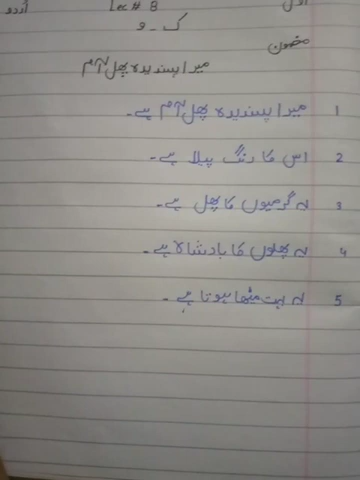 اردو Lec # 8 اول
ک ۔ و
مضمون
میرا پسندیدہ پھل آم
1 میرا پسندیدہ پھل آم ہے۔
2 اس کا رنگ پیلا ہے۔
3 یہ گرمیوں کا پھل ہے۔
4 یہ پھلوں کا بادشاہ ہے۔
5 یہ بہت میٹھا ہوتا ہے۔